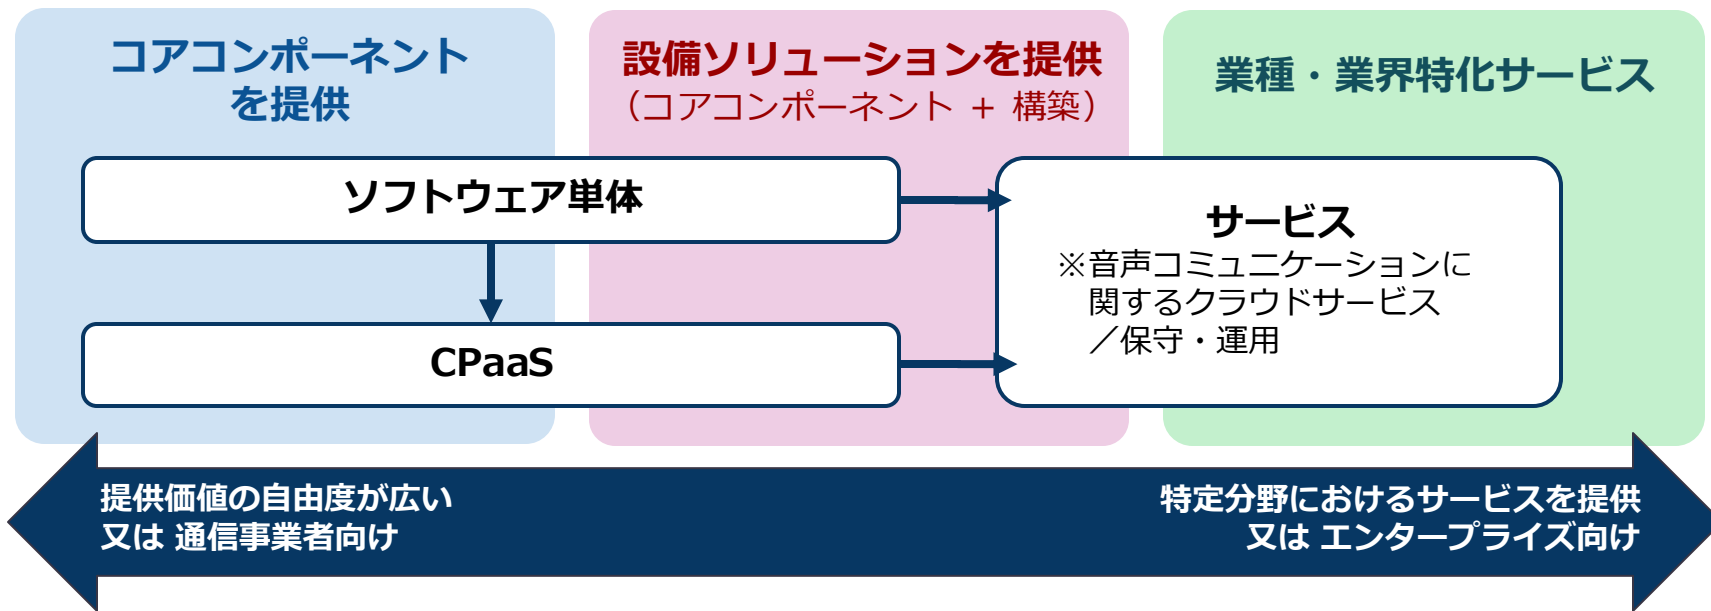 コアコンポーネント
を提供
設備ソリューションを提供
（コアコンポーネント + 構築）
業種・業界特化サービス
ソフトウェア単体
CPaaS
サービス
※音声コミュニケーションに
関するクラウドサービス
／保守・運用
提供価値の自由度が広い
又は 通信事業者向け
特定分野におけるサービスを提供
又は エンタープライズ向け